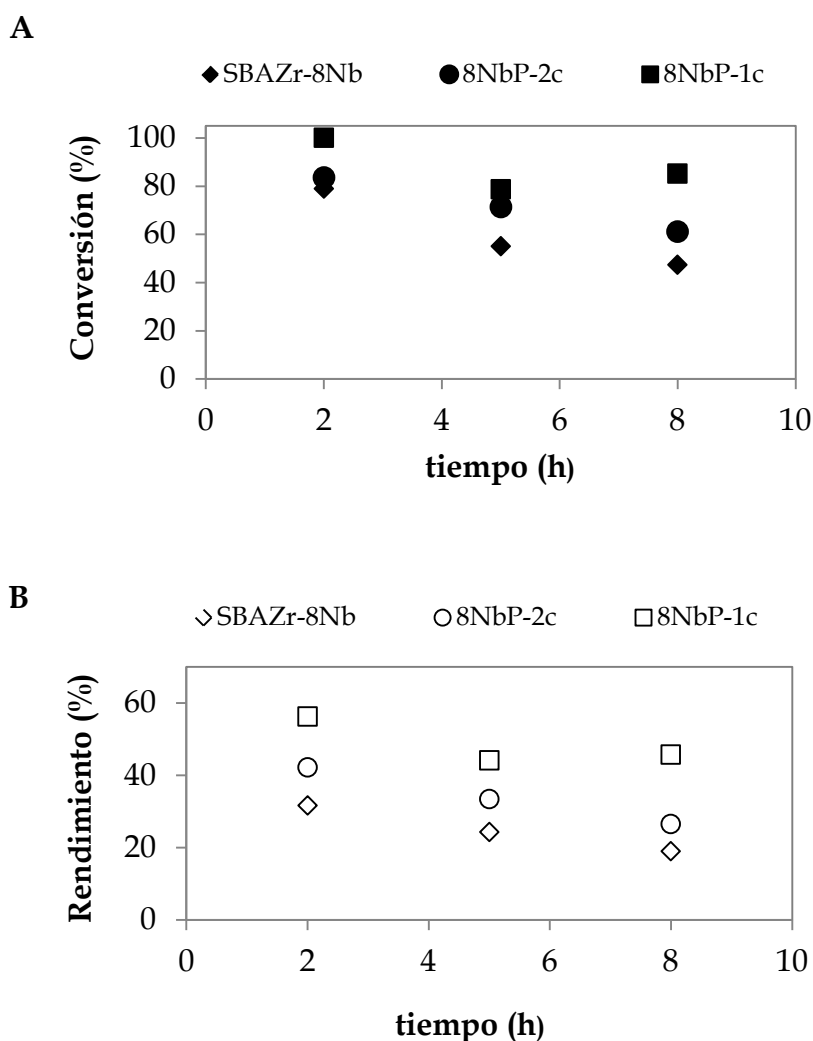 A
SBAZr-8Nb 8NbP-2c 8NbP-1c
100
80
60
40
20
0
Conversión (%)
0 2 4 6 8 10
tiempo (h)
B
SBAZr-8Nb 8NbP-2c 8NbP-1c
60
40
20
0
Rendimiento (%)
0 2 4 6 8 10
tiempo (h)